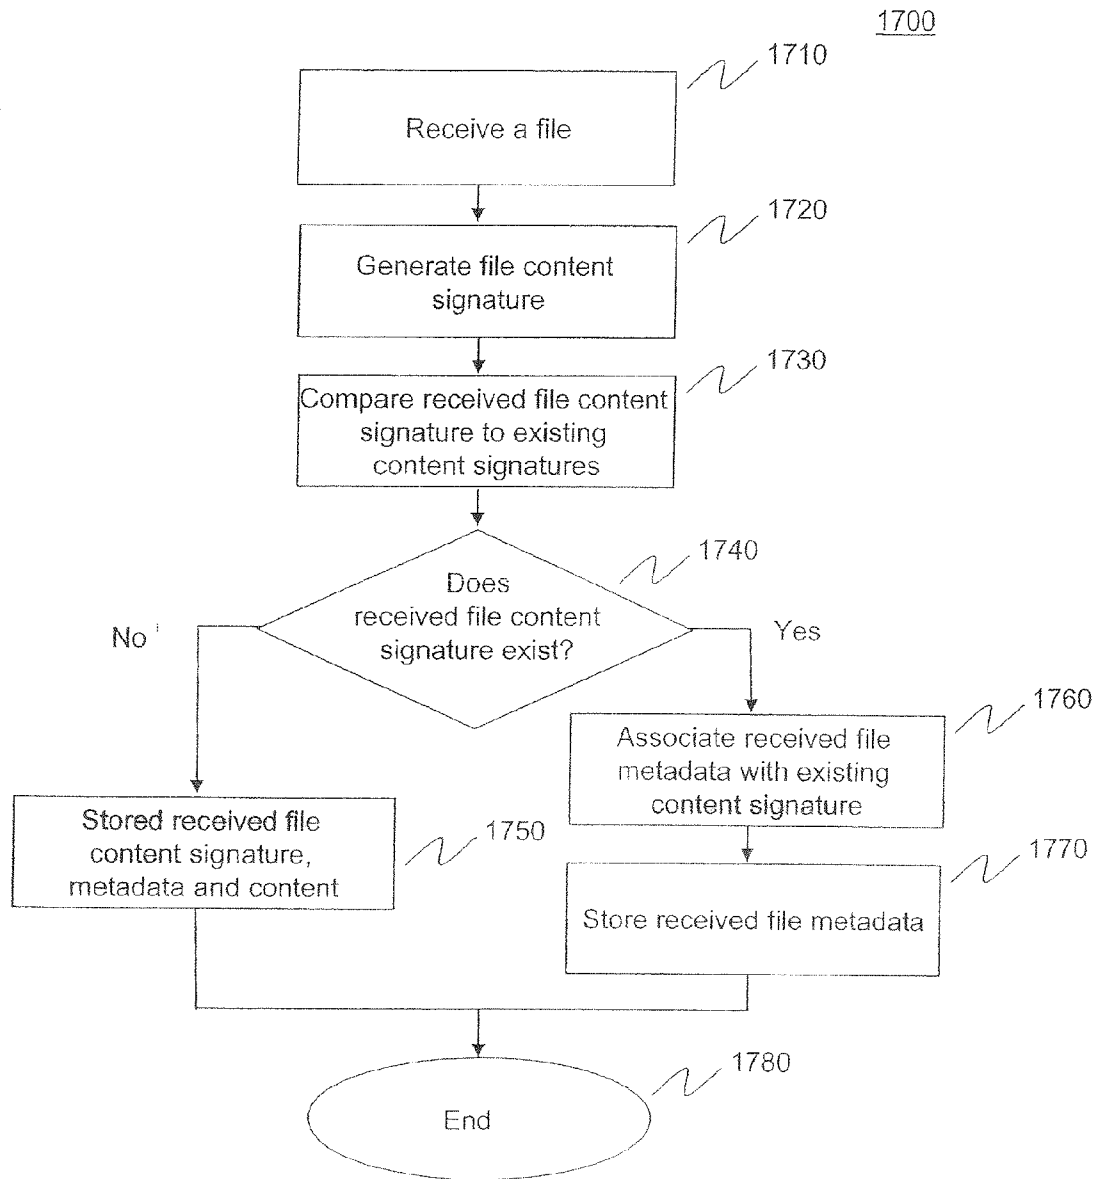 1700
1710
Receive a file
1720
Generate file content
signature
1730
Compare received file content
signature to existing
content signatures
1740
Does
received file content
signature exist?
No
Yes
1760
Associate received file
metadata with existing
content signature
Stored received file
content signature,
metadata and content
1750
1770
Store received file metadata
1780
End